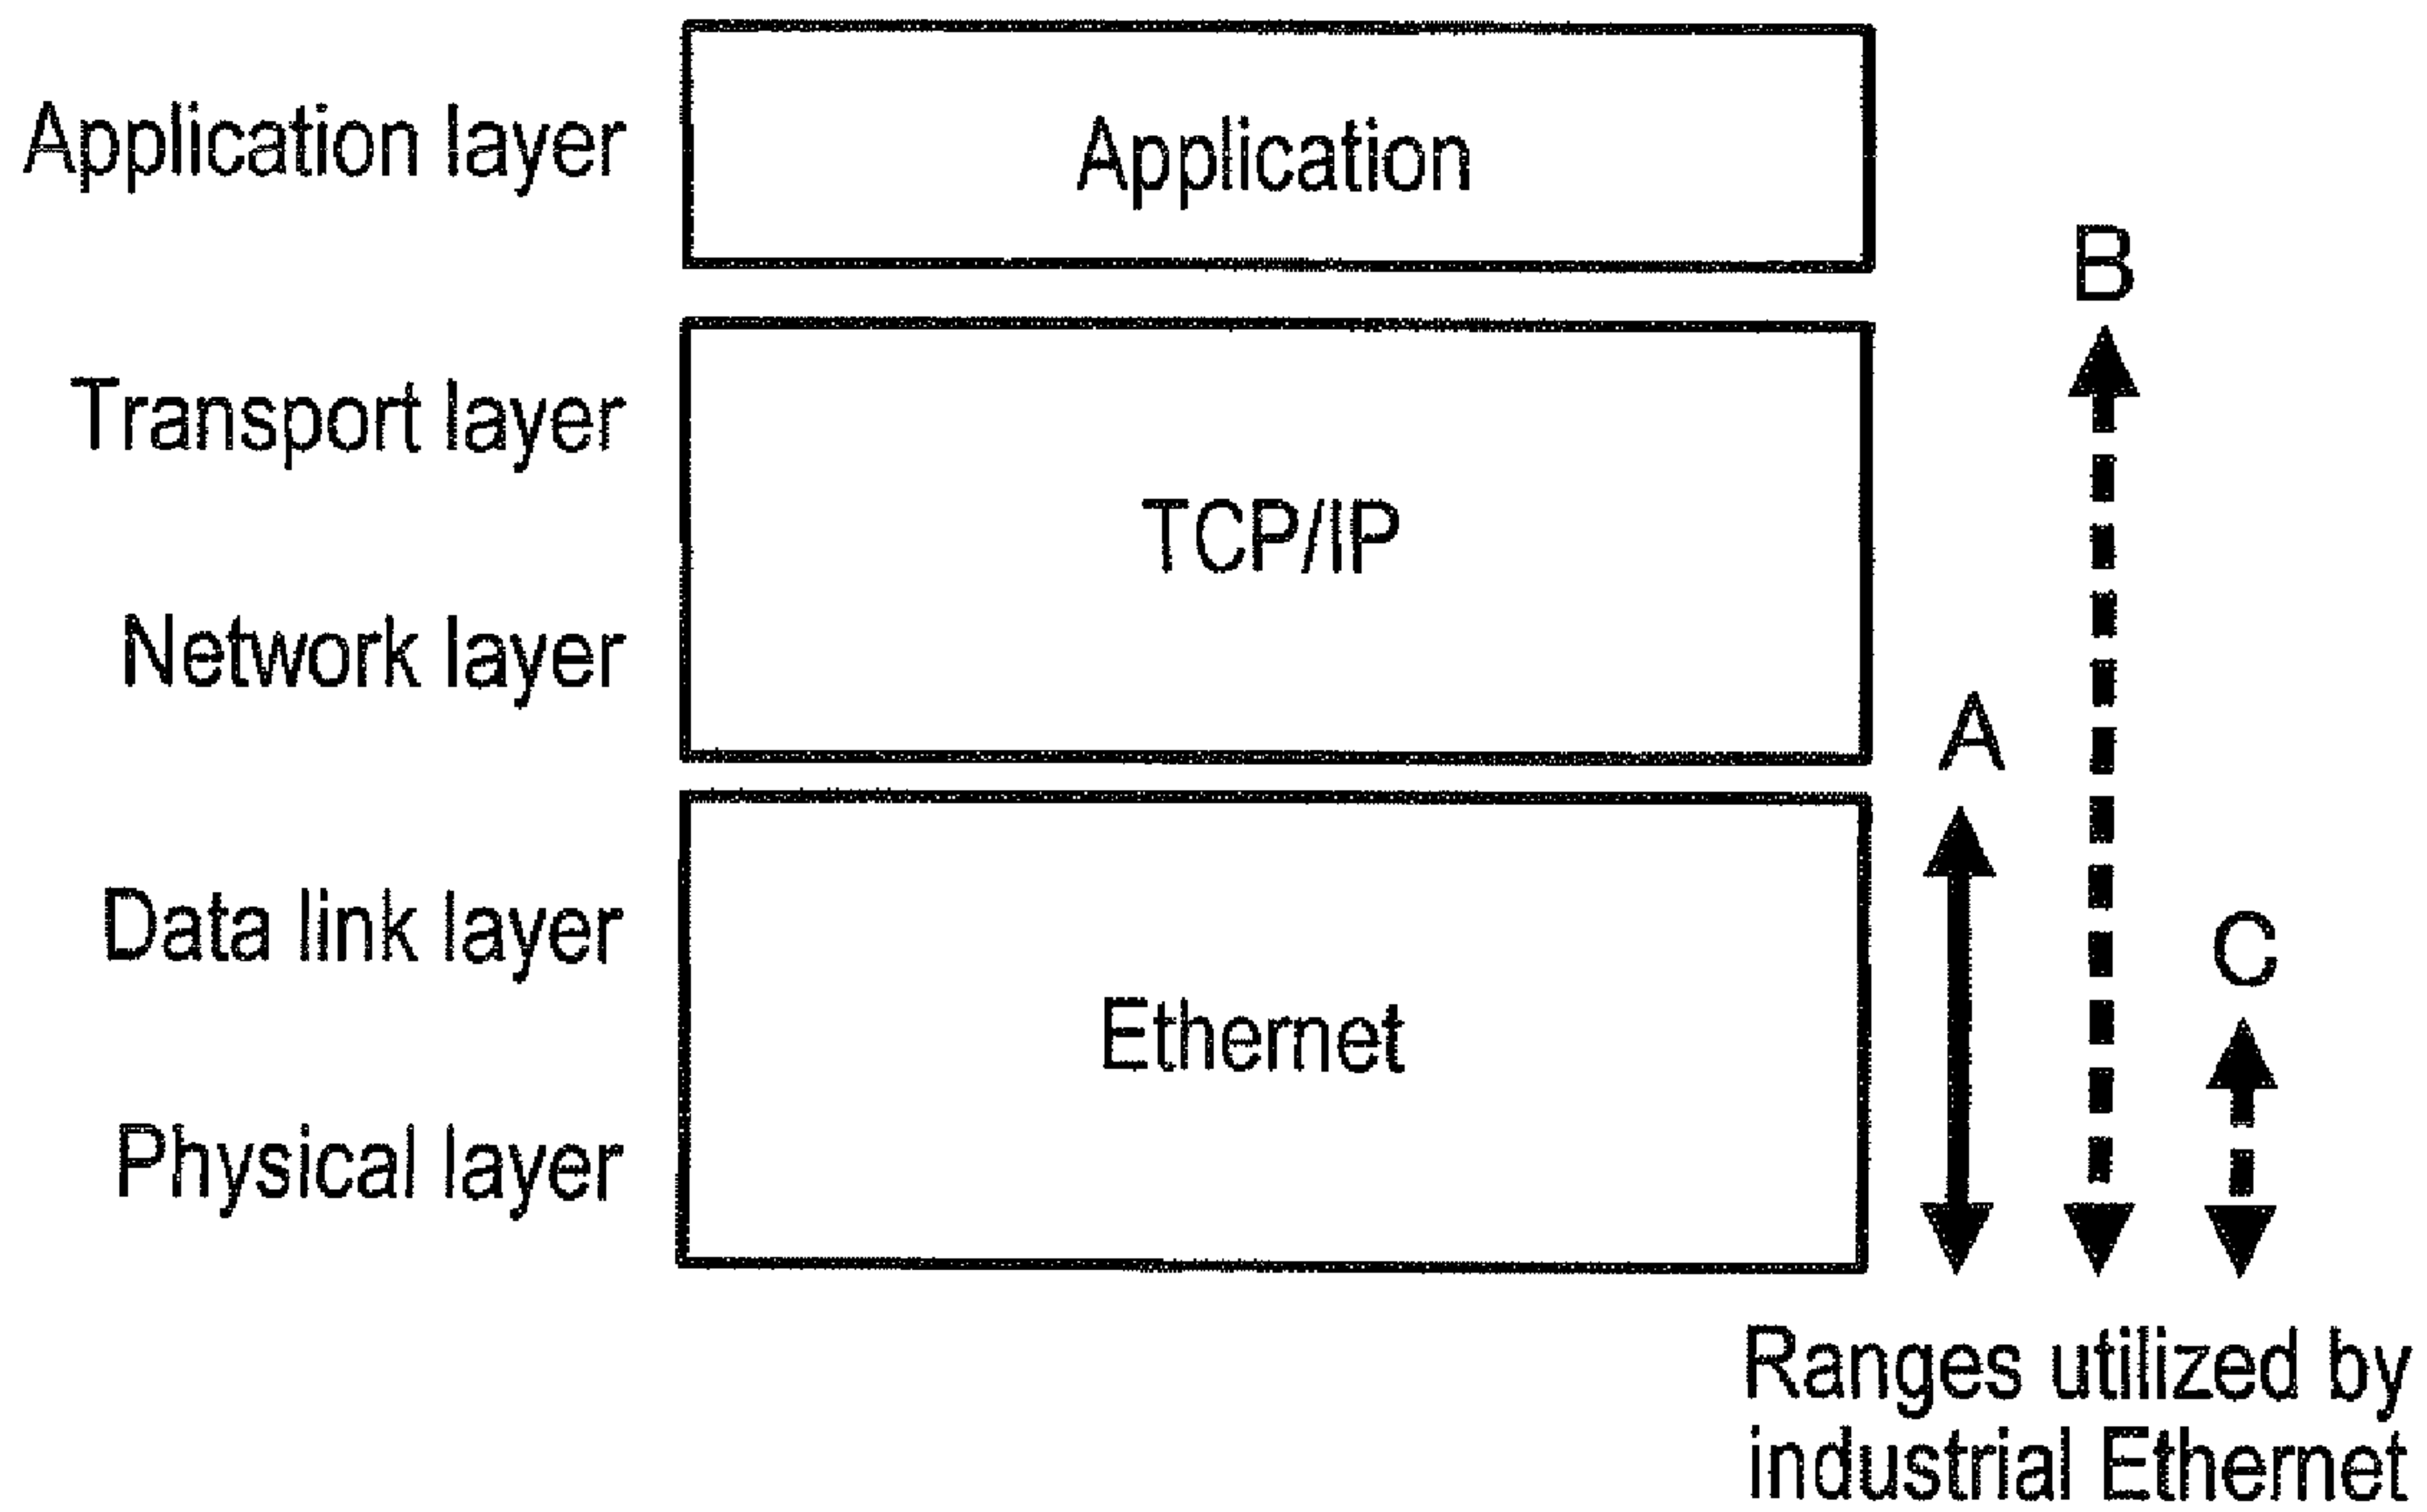 Application layer
Application
B
Transport layer
TCP/IP
Network layer
A
Data link layer
C
Ethernet
Physical layer
Ranges utilized by
industrial Ethernet